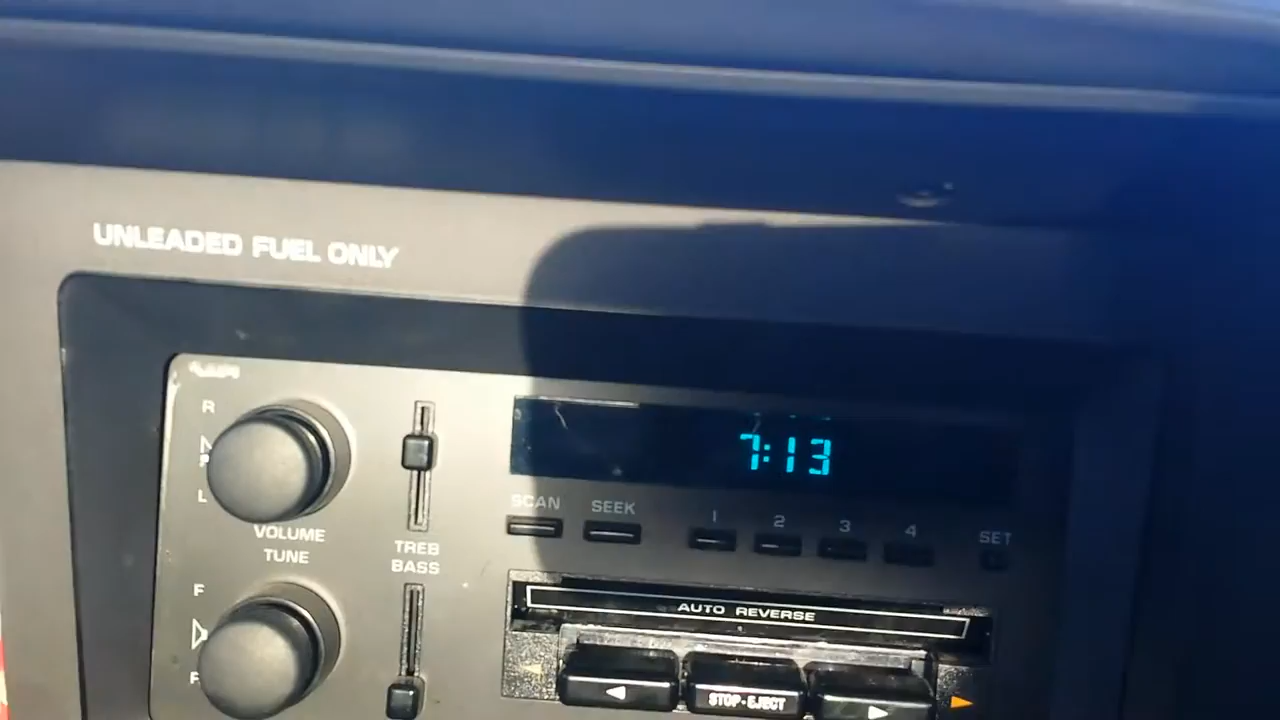 UNLEADED FUEL ONLY
R
L
VOLUME
TUNE
F
TREB
BASS
7:13
SCAN SEEK 1 2 3 4 SET
AUTO REVERSE
STOP·EJECT